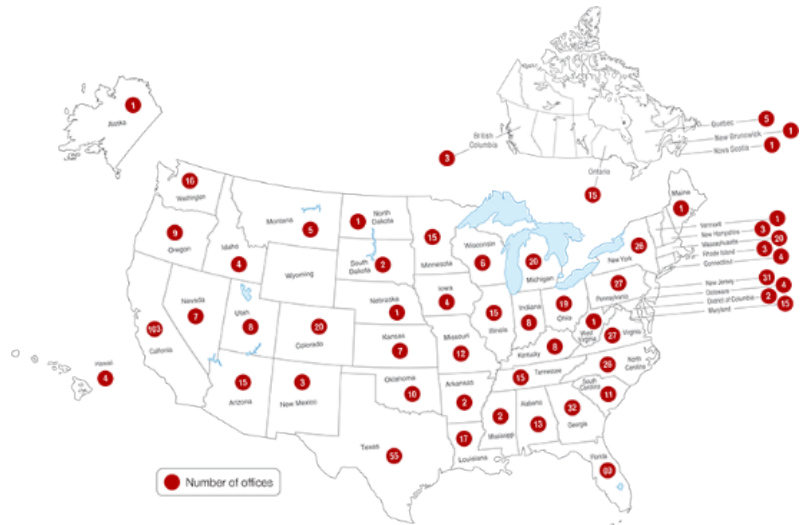 1
Alaska
British
Columbia
3
Quebec
5
New Brunswick
1
Nova Scotia
1
Ontario
15
16
Washington
Montana
5
1
North
Dakota
15
Minnesota
Wisconsin
6
20
Michigan
Maine
1
Vermont
1
New Hampshire
3
Massachusetts
20
Rhode Island
3
Connecticut
4
9
Oregon
Idaho
4
Wyoming
South
Dakota
2
New York
26
New Jersey
31
Delaware
4
District of Columbia
2
Maryland
15
27
Pennsylvania
Nevada
7
Utah
8
20
Colorado
Nebraska
1
Iowa
4
15
Illinois
Indiana
8
19
Ohio
103
California
Kansas
7
Missouri
12
Kentucky
8
1
West
Virginia
27
Virginia
Hawaii
4
15
Arizona
3
New Mexico
Oklahoma
10
Arkansas
2
15
Tennessee
26
North
Carolina
South
Carolina
11
Texas
55
17
Louisiana
2
Mississippi
Alabama
13
32
Georgia
Florida
Number of offices